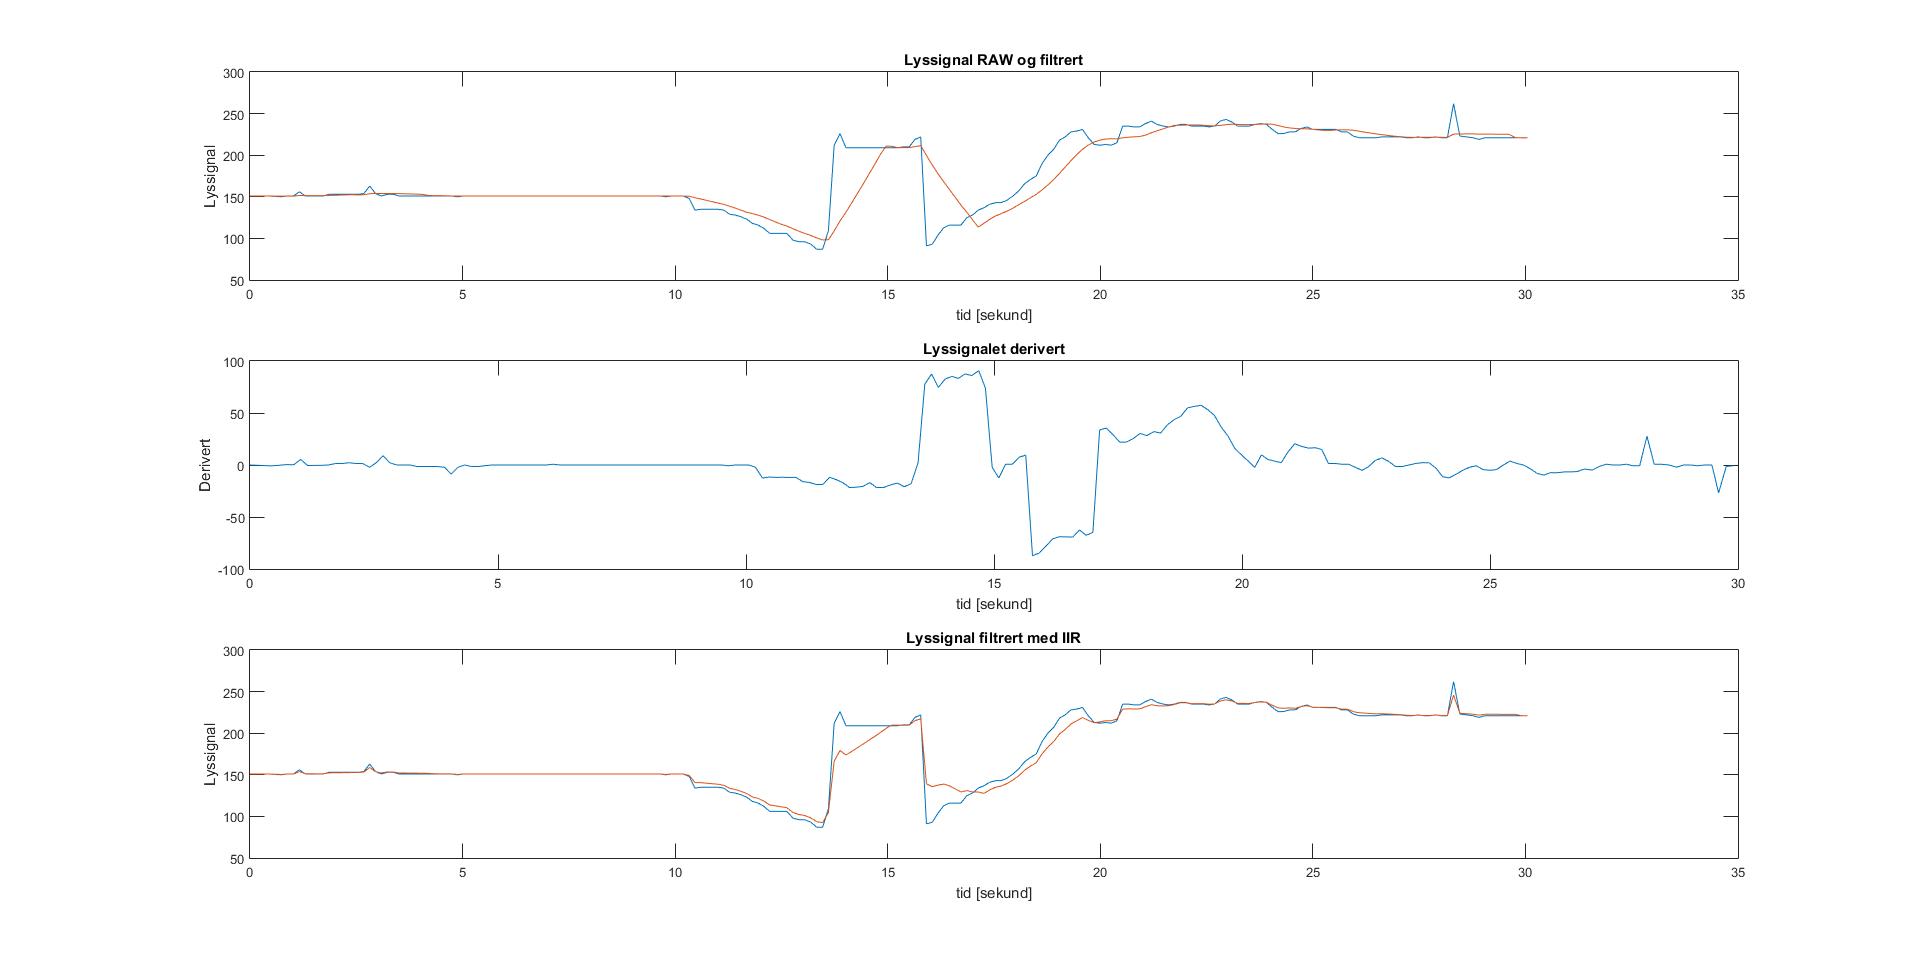 Lyssignal RAW og filtrert
300
250
200
150
100
50
Lyssignal
0 5 10 15 20 25 30 35
tid [sekund]
Lyssignalet derivert
100
50
0
-50
-100
Derivert
0 5 10 15 20 25 30
tid [sekund]
Lyssignal filtrert med IIR
300
250
200
150
100
50
Lyssignal
0 5 10 15 20 25 30 35
tid [sekund]